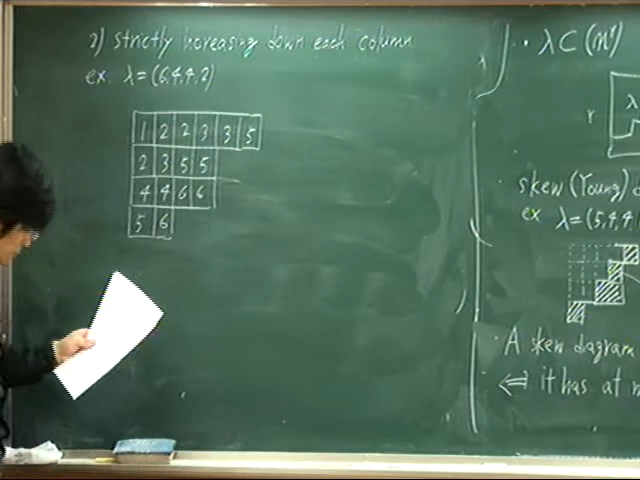 2) strictly increasing down each column
ex. λ=(6,4,4,2)
1 2 2 3 3 5
2 3 5 5
4 4 6 6
5 6
λ ⊂ (m^r)
r λ
skew (Young) d
ex λ=(5,4,4,1
· A skew diagram
⇔ it has at m